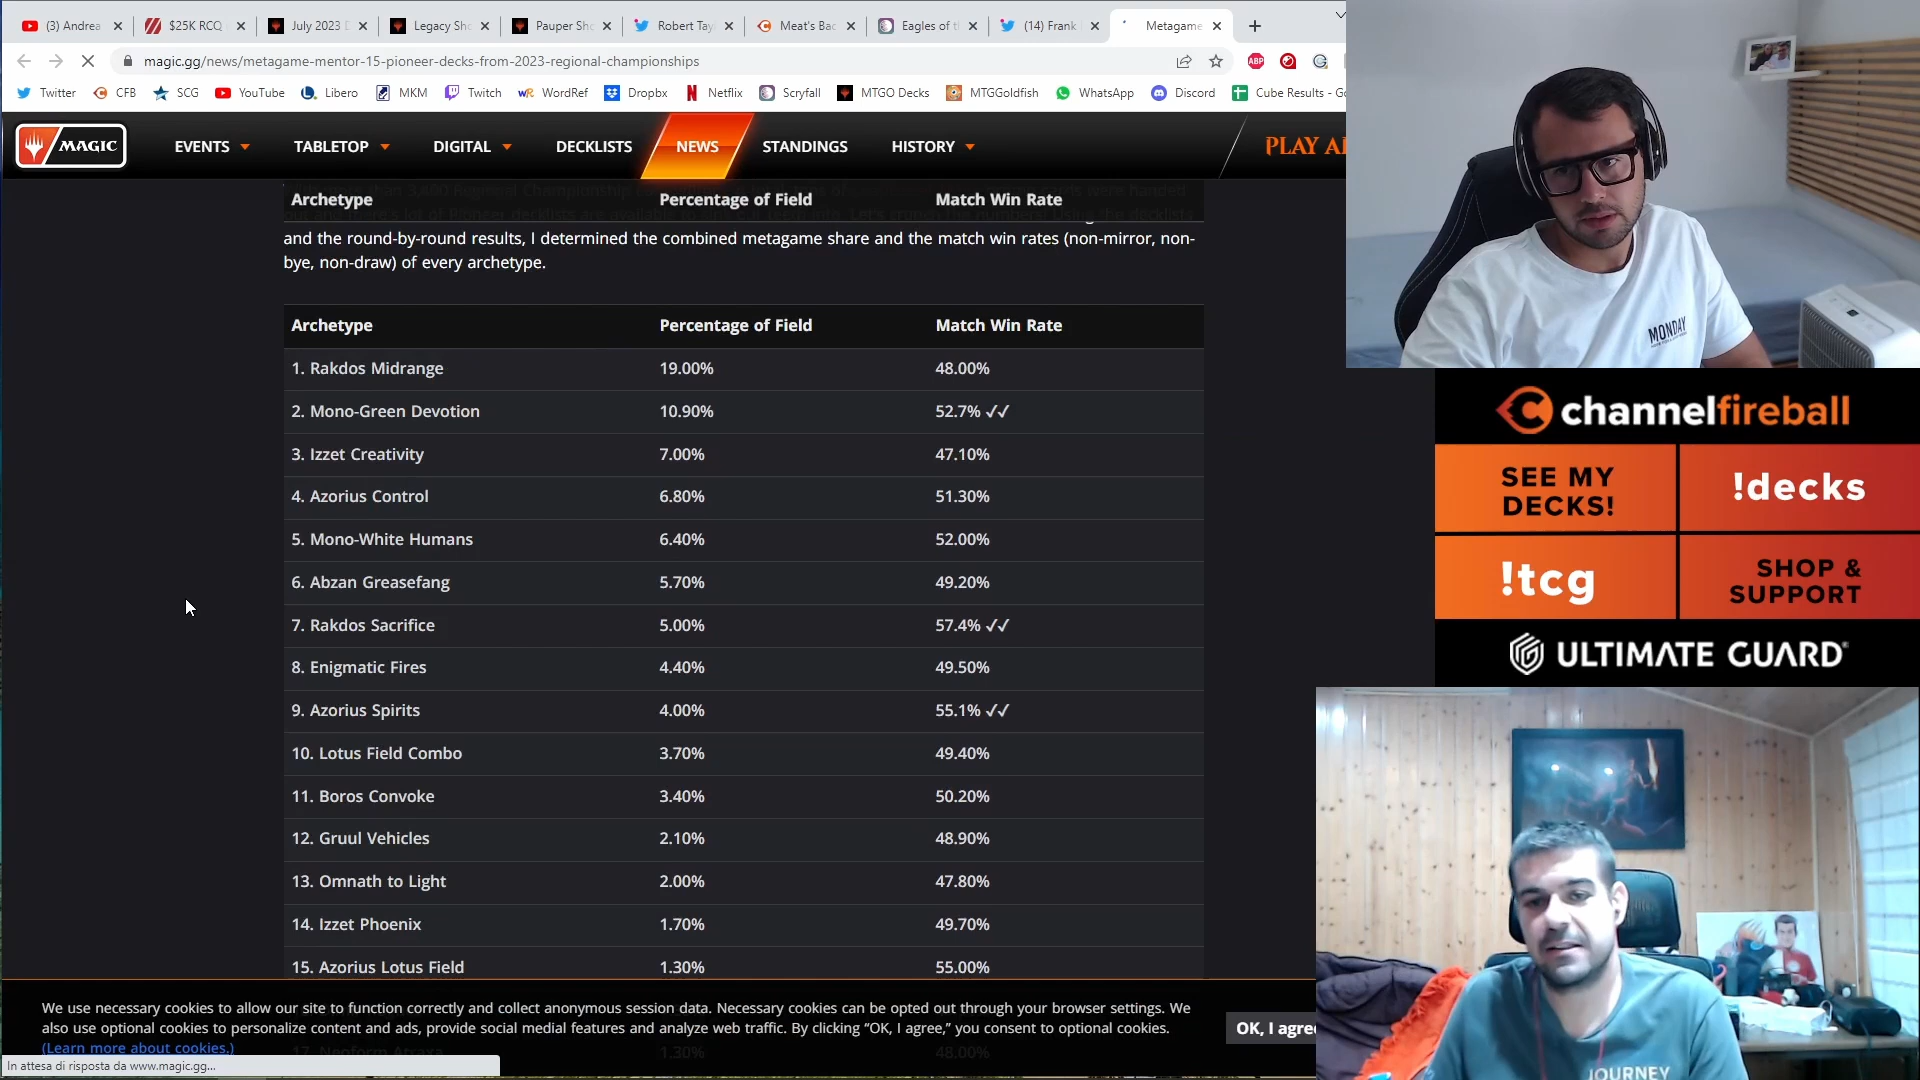 (3) Andrea
$25K RCQ
July 2023
Legacy Sho
Pauper Sho
Robert Tay
Meat's Bac
Eagles of t
(14) Frank
Metagame
magic.gg/news/metagame-mentor-15-pioneer-decks-from-2023-regional-championships
ABP
Twitter
CFB
SCG
YouTube
Libero
MKM
Twitch
WordRef
Dropbx
Netflix
Scryfall
MTGO Decks
MTGGoldfish
WhatsApp
Discord
Cube Results - Go
MAGIC
EVENTS
TABLETOP
DIGITAL
DECKLISTS
NEWS
STANDINGS
HISTORY
Archetype Percentage of Field Match Win Rate
and the round-by-round results, I determined the combined metagame share and the match win rates (non-mirror, non-
bye, non-draw) of every archetype.
Archetype Percentage of Field Match Win Rate
1. Rakdos Midrange 19.00% 48.00%
2. Mono-Green Devotion 10.90% 52.7% ✓✓
3. Izzet Creativity 7.00% 47.10%
4. Azorius Control 6.80% 51.30%
5. Mono-White Humans 6.40% 52.00%
6. Abzan Greasefang 5.70% 49.20%
7. Rakdos Sacrifice 5.00% 57.4% ✓✓
8. Enigmatic Fires 4.40% 49.50%
9. Azorius Spirits 4.00% 55.1% ✓✓
10. Lotus Field Combo 3.70% 49.40%
11. Boros Convoke 3.40% 50.20%
12. Gruul Vehicles 2.10% 48.90%
13. Omnath to Light 2.00% 47.80%
14. Izzet Phoenix 1.70% 49.70%
15. Azorius Lotus Field 1.30% 55.00%
17. Neoform Atraxa 1.30% 48.00%
We use necessary cookies to allow our site to function correctly and collect anonymous session data. Necessary cookies can be opted out through your browser settings. We
also use optional cookies to personalize content and ads, provide social medial features and analyze web traffic. By clicking “OK, I agree,” you consent to optional cookies.
(Learn more about cookies.)
OK, I agree
In attesa di risposta da www.magic.gg...
PLAY
MONDAY
channelfireball
SEE MY
DECKS!
!decks
!tcg
SHOP &
SUPPORT
ULTIMATE GUARD
JOURNEY